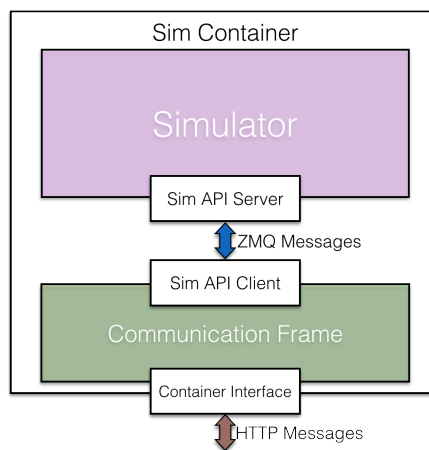 Sim Container
Simulator
Sim API Server
ZMQ Messages
Sim API Client
Communication Frame
Container Interface
HTTP Messages